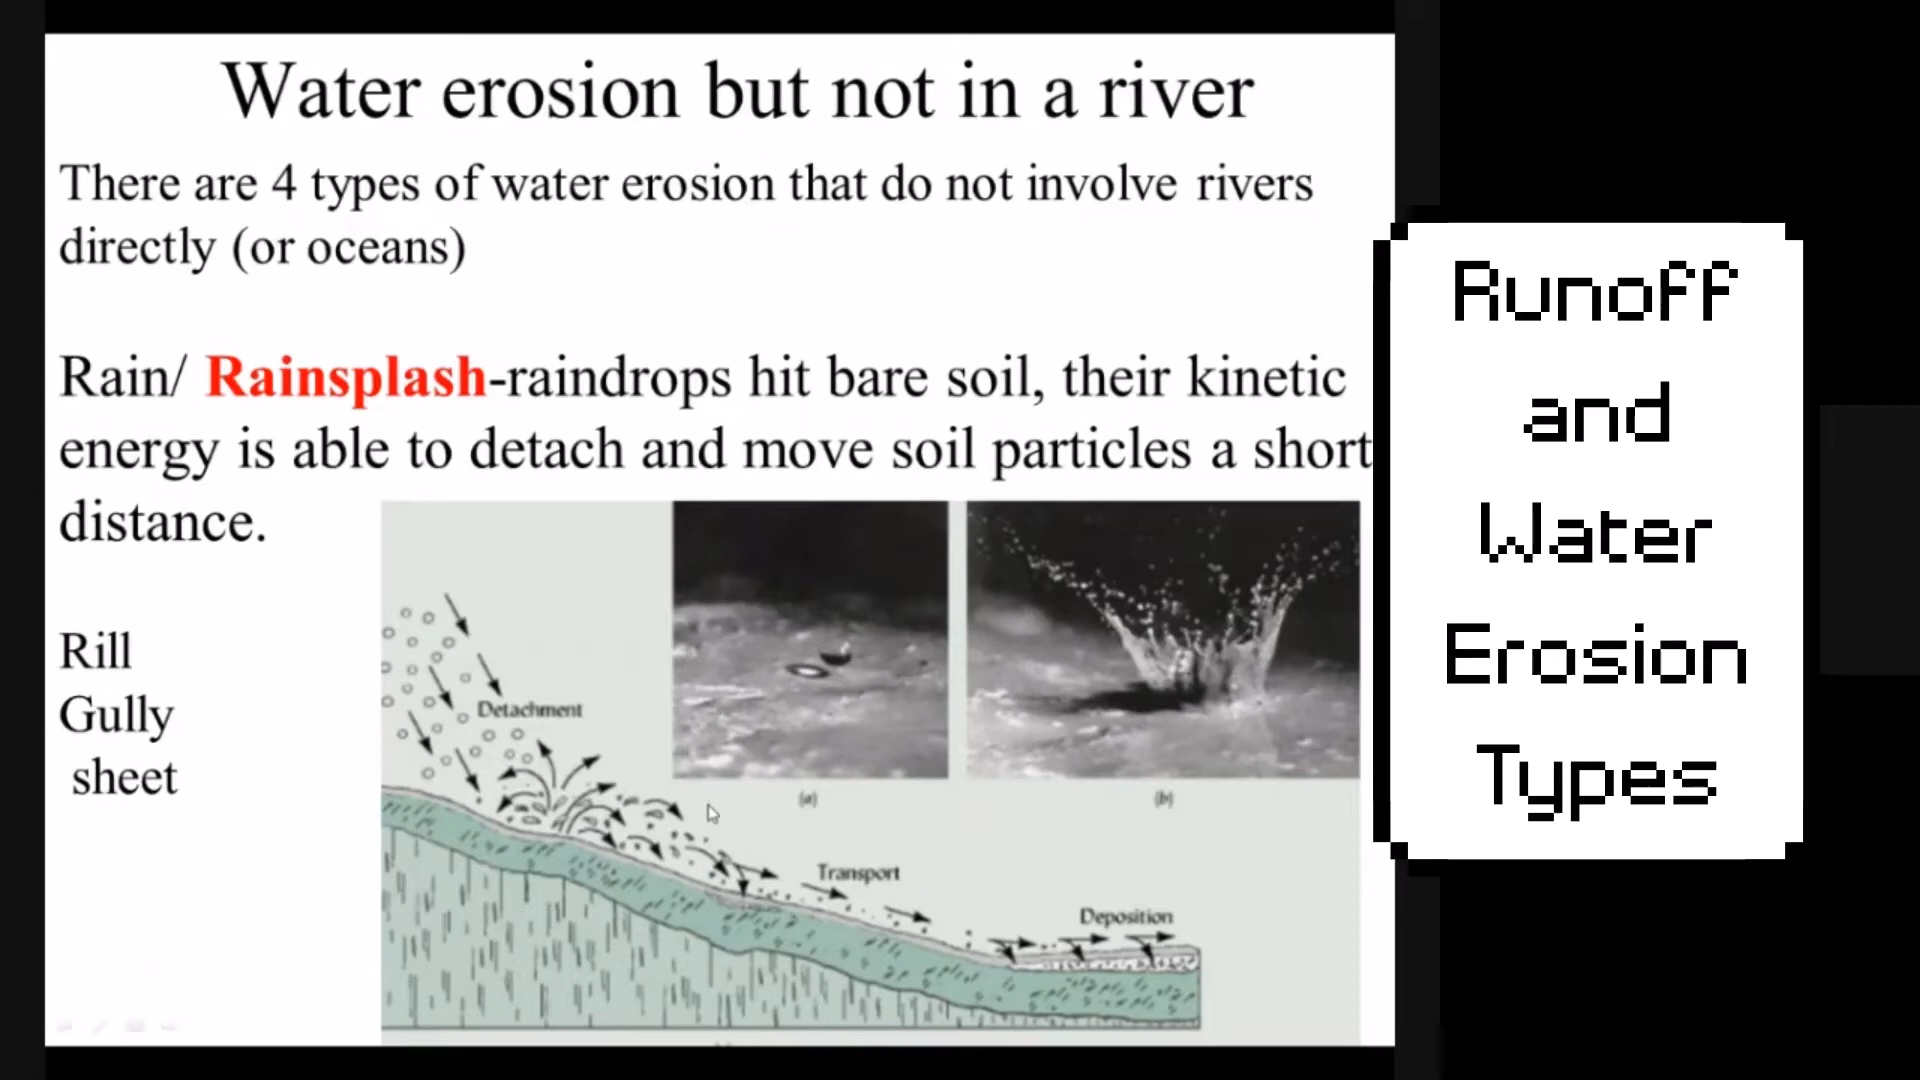 Water erosion but not in a river
There are 4 types of water erosion that do not involve rivers
directly (or oceans)
Rain/ Rainsplash-raindrops hit bare soil, their kinetic
energy is able to detach and move soil particles a short
distance.
Rill
Gully
sheet
Detachment
(a)
(b)
Transport
Deposition
Runoff
and
Water
Erosion
Types